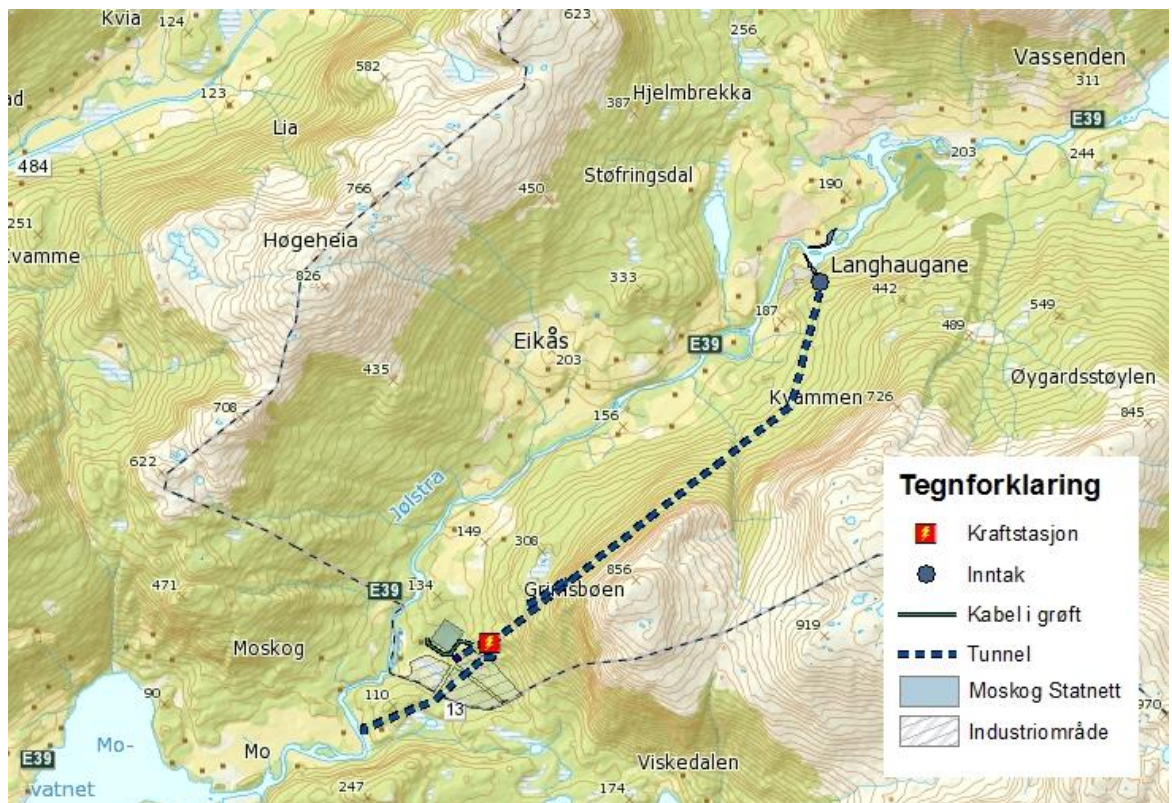 Kvia
124
623
256
Vassenden
311
582
ad
123
387
Hjelmbrekka
E39
Lia
203
244
484
Støfringsdal
190
766
450
251
Høgeheia
Kvamme
826
333
Langhaugane
442
549
187
489
Eikås
203
E39
435
Øygardsstøylen
Kvammen
726
708
156
845
622
Jølstra
149
308
471
134
E39
Grimsbøen
856
919
Moskog
90
110
13
970
Mo-
vatnet
E39
Mo
247
174
Viskedalen
Tegnforklaring
Kraftstasjon
Inntak
Kabel i grøft
Tunnel
Moskog Statnett
Industriområde